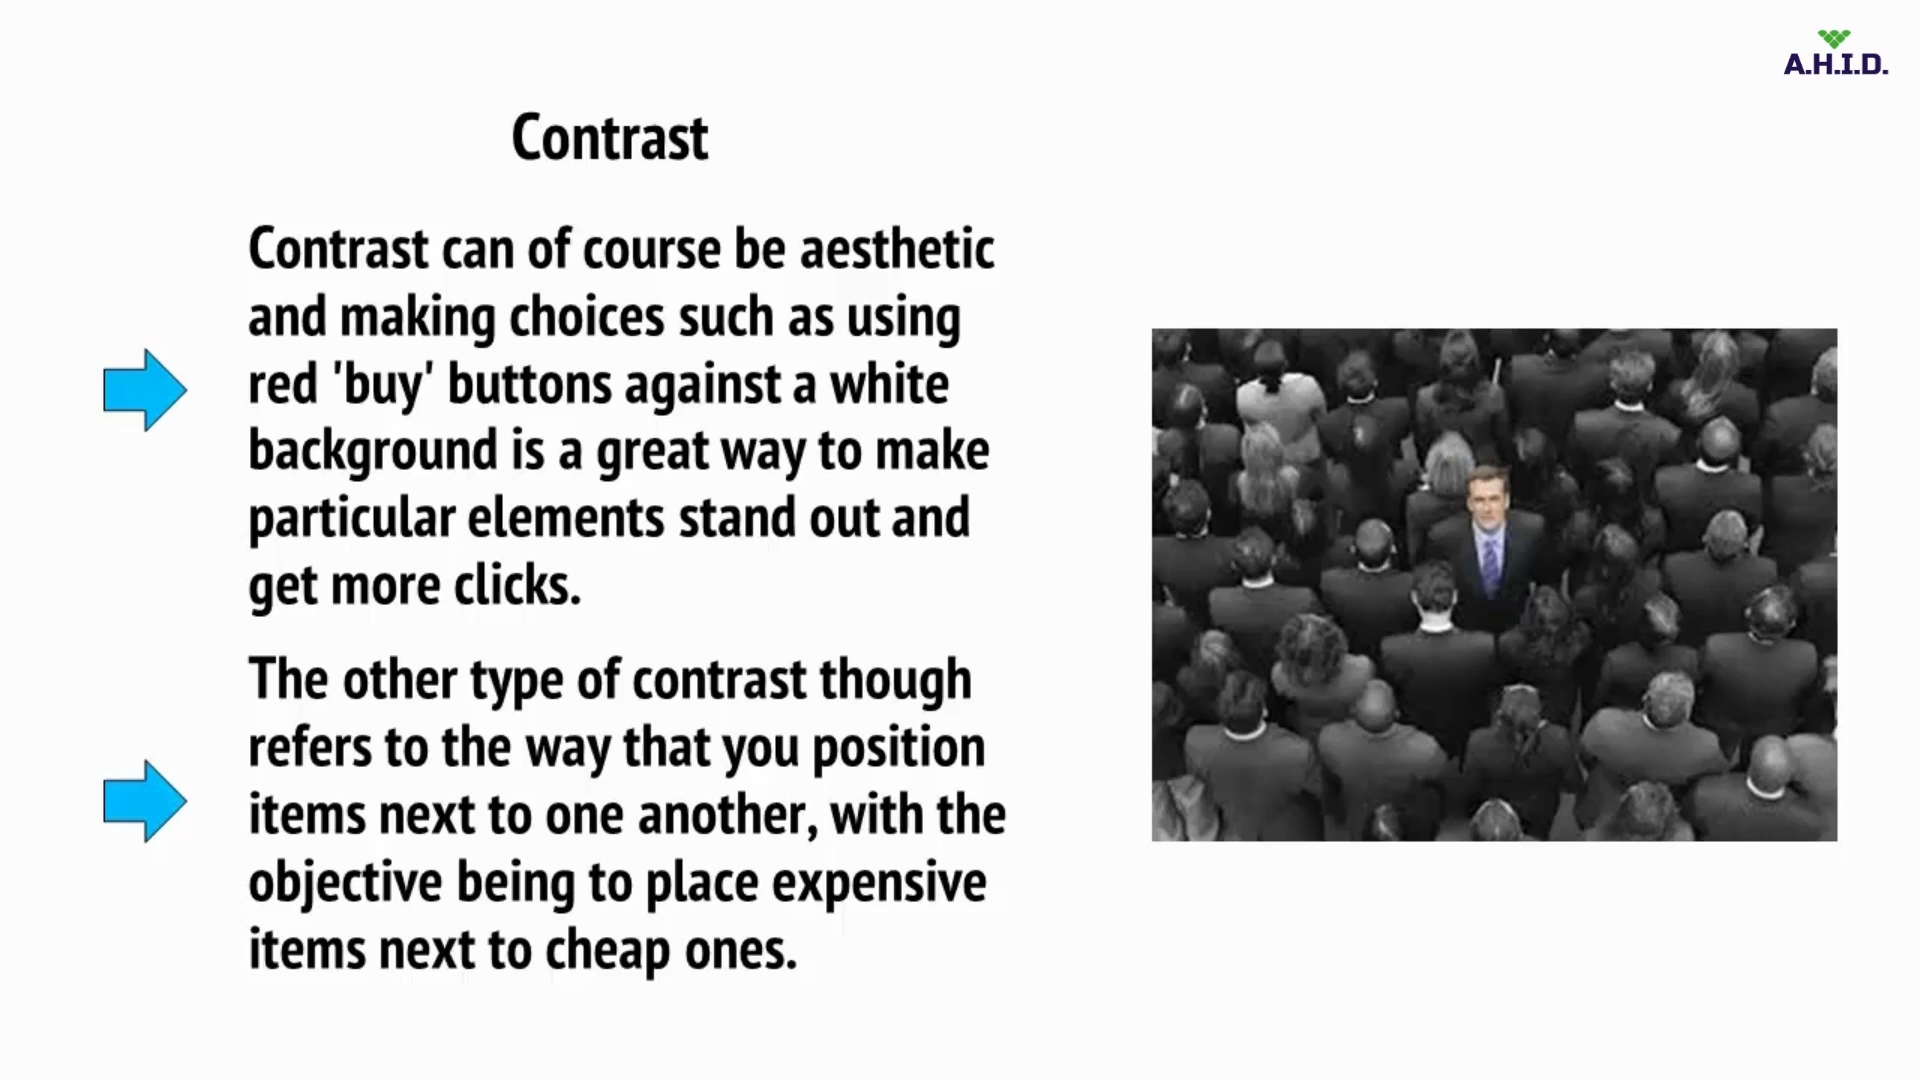 A.H.I.D.
Contrast
Contrast can of course be aesthetic
and making choices such as using
red 'buy' buttons against a white
background is a great way to make
particular elements stand out and
get more clicks.
The other type of contrast though
refers to the way that you position
items next to one another, with the
objective being to place expensive
items next to cheap ones.